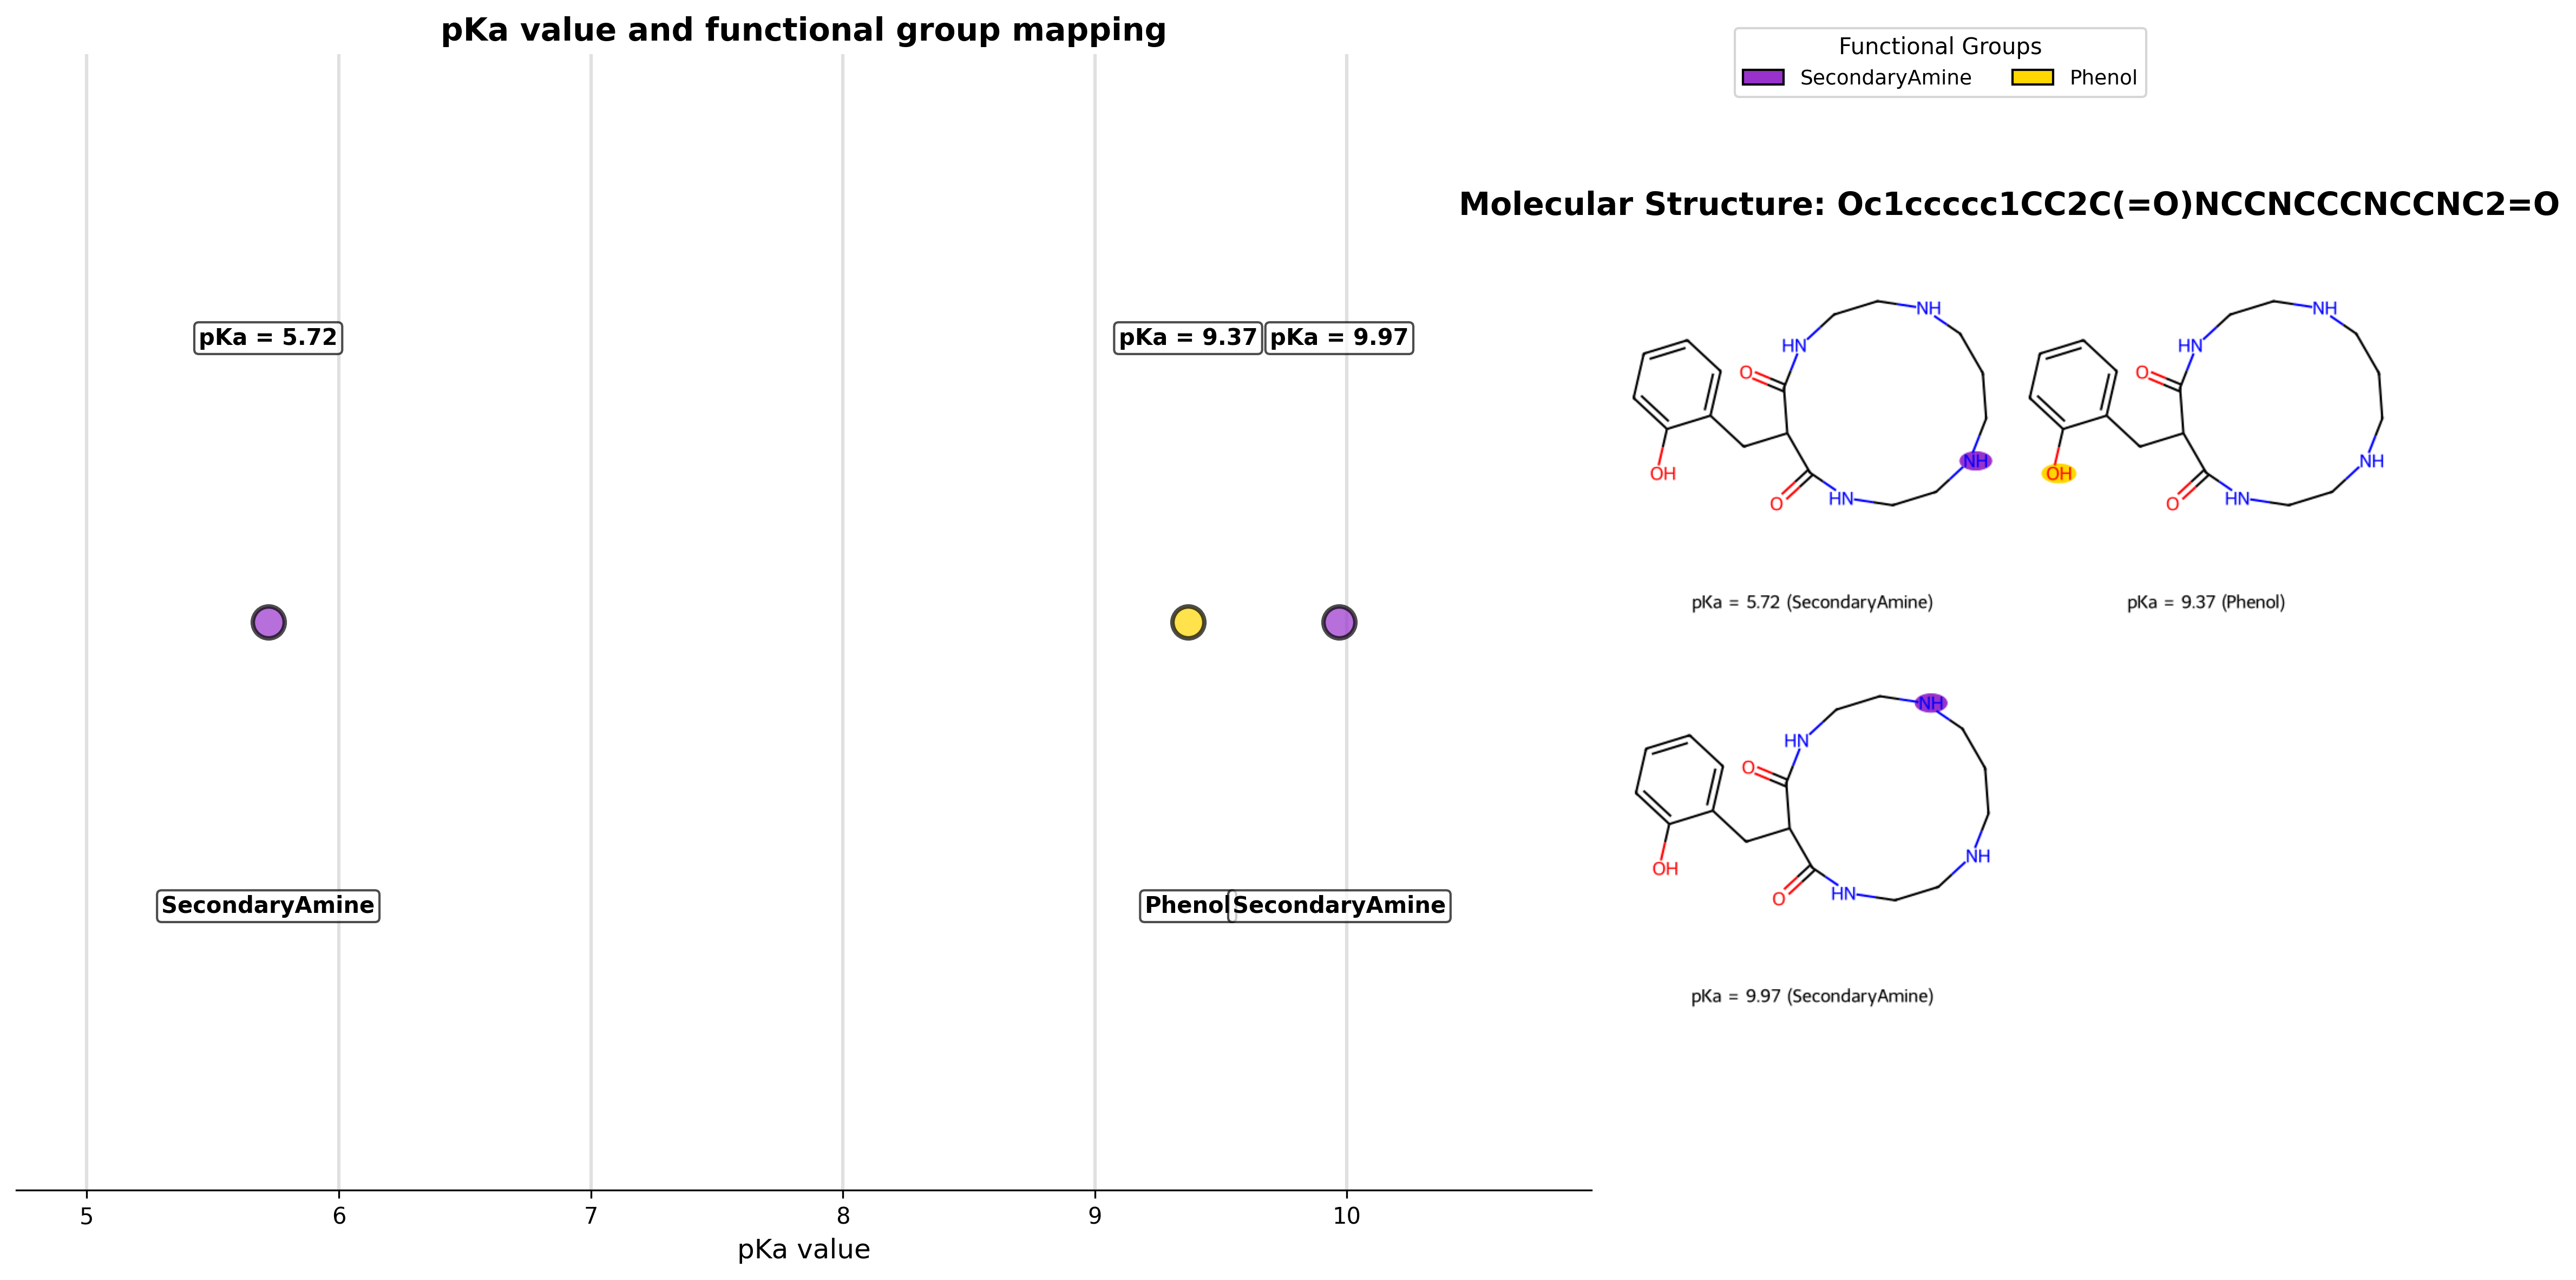 pKa value and functional group mapping
pKa = 5.72
pKa = 9.37
pKa = 9.97
SecondaryAmine
Phenol
SecondaryAmine
5
6
7
8
9
10
pKa value
Functional Groups
SecondaryAmine
Phenol
Molecular Structure: Oc1ccccc1CC2C(=O)NCCNCCCNCCNC2=O
NH
HN
O
OH
NH
O
HN
pKa = 5.72 (SecondaryAmine)
NH
HN
O
OH
NH
O
HN
pKa = 9.37 (Phenol)
NH
HN
O
OH
NH
O
HN
pKa = 9.97 (SecondaryAmine)